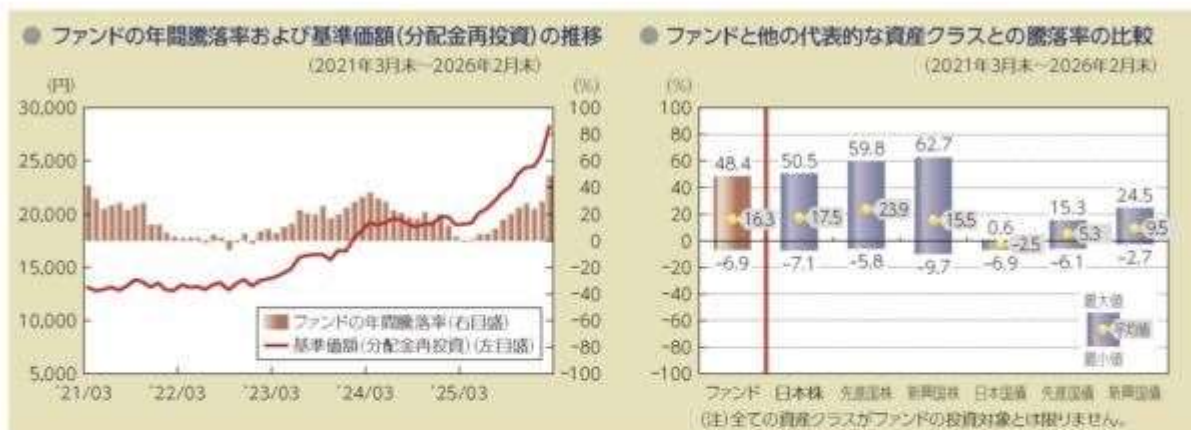 ● ファンドの年間騰落率および基準価額(分配金再投資)の推移
(2021年3月末～2026年2月末)
(円) (%)
30,000 100
80
25,000 60
40
20,000 20
0
15,000 -20
-40
10,000 -60
-80
5,000 -100
ファンドの年間騰落率(右目盛)
基準価額(分配金再投資)(左目盛)
'21/03 '22/03 '23/03 '24/03 '25/03
● ファンドと他の代表的な資産クラスとの騰落率の比較
(2021年3月末～2026年2月末)
(%)
100
80
60
40
20
0
-20
-40
-60
-80
-100
48.4 50.5 59.8 62.7 0.6 15.3 24.5
16.3 17.5 23.9 15.5 -2.5 5.3 9.5
-6.9 -7.1 -5.8 -9.7 -6.9 -6.1 -2.7
最大値
平均値
最小値
ファンド 日本株 先進国株 新興国株 日本国債 先進国債 新興国債
(注)全ての資産クラスがファンドの投資対象とは限りません。